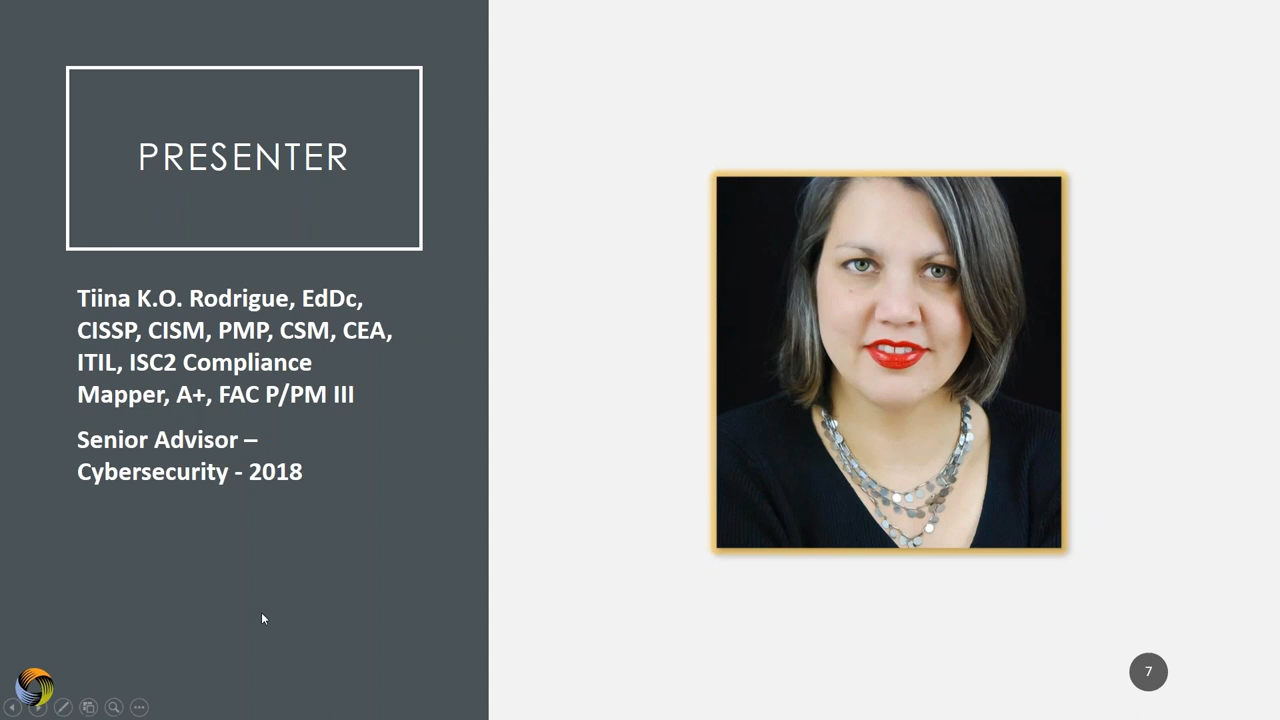 PRESENTER
Tiina K.O. Rodrigue, EdDc,
CISSP, CISM, PMP, CSM, CEA,
ITIL, ISC2 Compliance
Mapper, A+, FAC P/PM III
Senior Advisor –
Cybersecurity - 2018
7